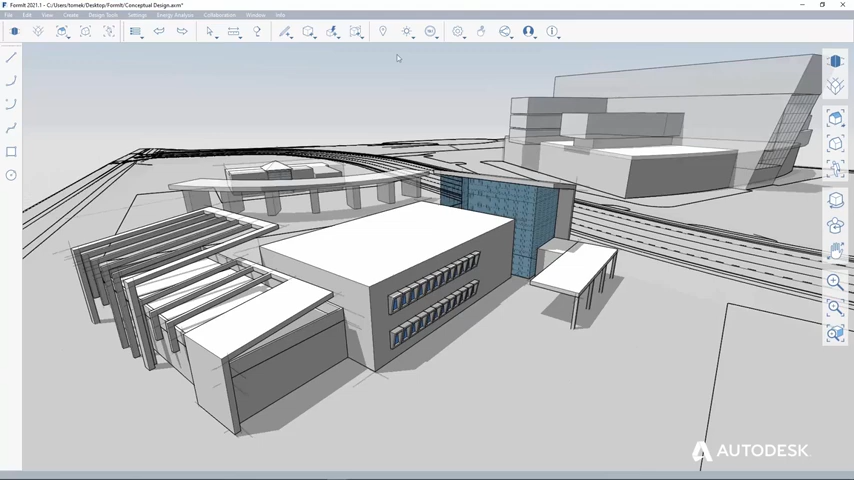 FormIt 2021.1 - C:/Users/tomek/Desktop/FormIt/Conceptual Design.axm*
File Edit View Create Design Tools Settings Energy Analysis Collaboration Window Info
AUTODESK